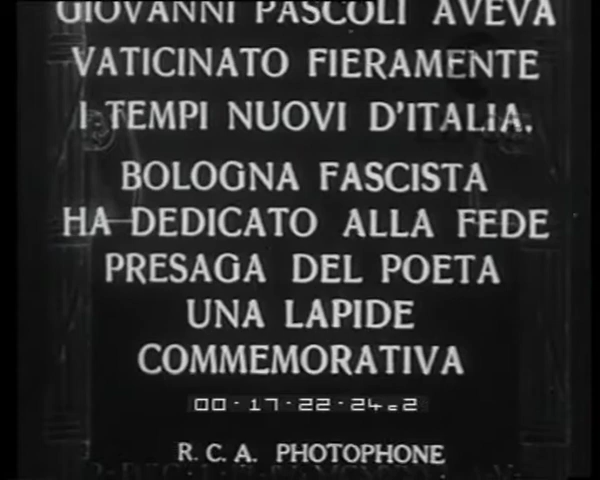 GIOVANNI PASCOLI AVEVA
VATICINATO FIERAMENTE
I TEMPI NUOVI D'ITALIA.
BOLOGNA FASCISTA
HA DEDICATO ALLA FEDE
PRESAGA DEL POETA
UNA LAPIDE
COMMEMORATIVA
00-17-22-24.2
R.C.A. PHOTOPHONE